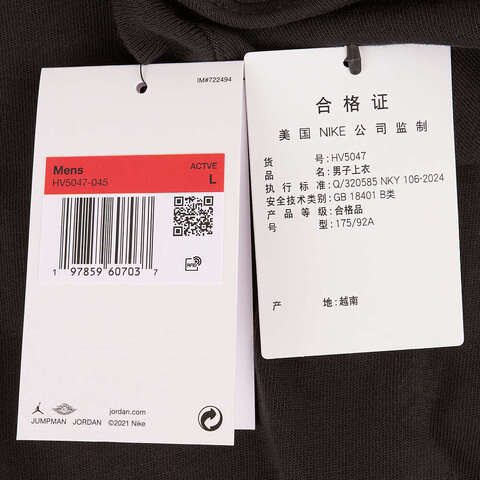 IM#722494
Mens
ACTVE
HV5047-045
L
1 97859 60703 7
RFID
JUMPMAN
JORDAN
jordan.com
©2021 Nike
合格证
美国 NIKE 公司监制
货号:HV5047
品名:男子上衣
执行标准:Q/320585 NKY 106-2024
安全技术类别:GB 18401 B类
产品等级:合格品
号型:175/92A
产地:越南